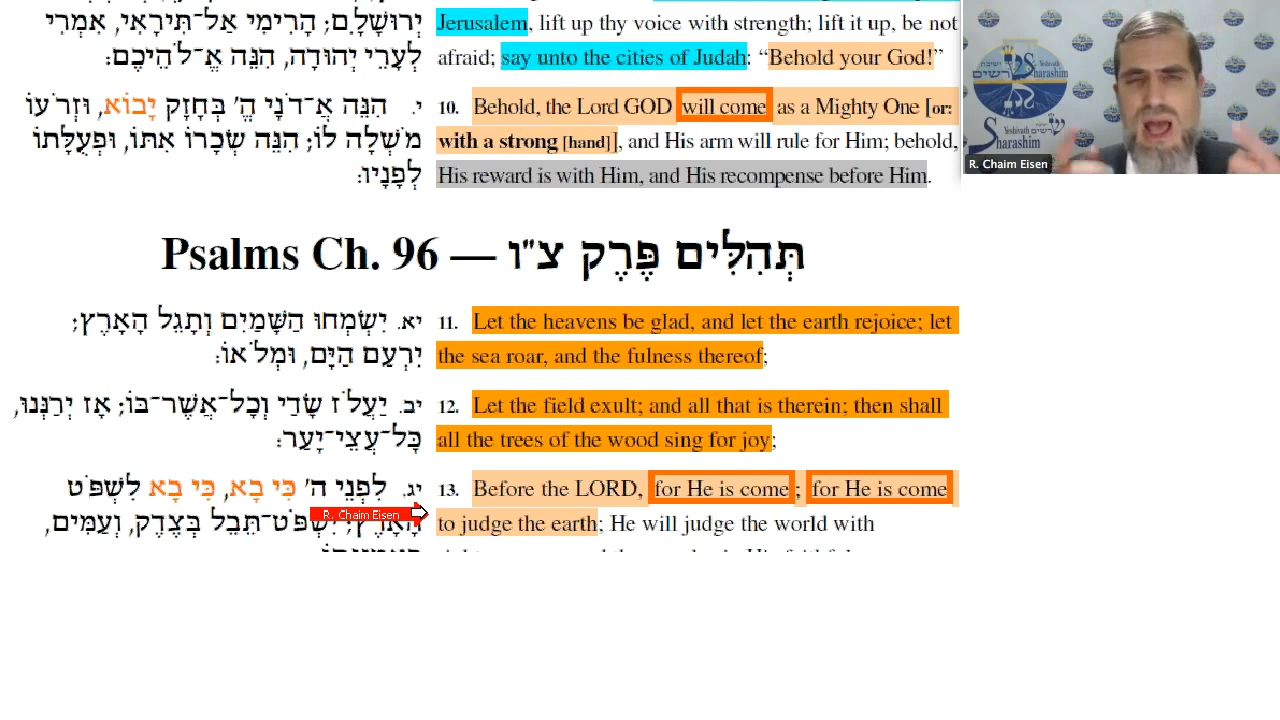 יְרוּשָׁלָ͏ִם; הָרִימִי אַל־תִּירָאִי, אִמְרִי
לְעָרֵי יְהוּדָה, הִנֵּה אֱ־לֹהֵיכֶם:
Jerusalem, lift up thy voice with strength; lift it up, be not
afraid; say unto the cities of Judah: “Behold your God!”
י. הִנֵּה אֲ־דֹנָי ה' בְּחָזָק יָבוֹא, וּזְרֹעוֹ
מֹשְׁלָה לוֹ; הִנֵּה שְׂכָרוֹ אִתּוֹ, וּפְעֻלָּתוֹ
לְפָנָיו:
10. Behold, the Lord GOD will come as a Mighty One [or:
with a strong [hand]], and His arm will rule for Him; behold,
His reward is with Him, and His recompense before Him.
Psalms Ch. 96 — תְּהִלִּים פֶּרֶק צ"ו
יא. יִשְׂמְחוּ הַשָּׁמַיִם וְתָגֵל הָאָרֶץ;
יִרְעַם הַיָּם, וּמְלֹאוֹ:
11. Let the heavens be glad, and let the earth rejoice; let
the sea roar, and the fulness thereof;
יב. יַעֲלֹז שָׂדַי וְכָל־אֲשֶׁר־בּוֹ; אָז יְרַנְּנוּ,
כָּל־עֲצֵי־יָעַר:
12. Let the field exult; and all that is therein; then shall
all the trees of the wood sing for joy;
יג. לִפְנֵי ה' כִּי בָא, כִּי בָא לִשְׁפֹּט
הָאָרֶץ; יִשְׁפֹּט־תֵּבֵל בְּצֶדֶק, וְעַמִּים,
13. Before the LORD, for He is come; for He is come
to judge the earth; He will judge the world with
R. Chaim Eisen
R. Chaim Eisen
Yeshivath
Sharashim
Yeshivath
Sharashim